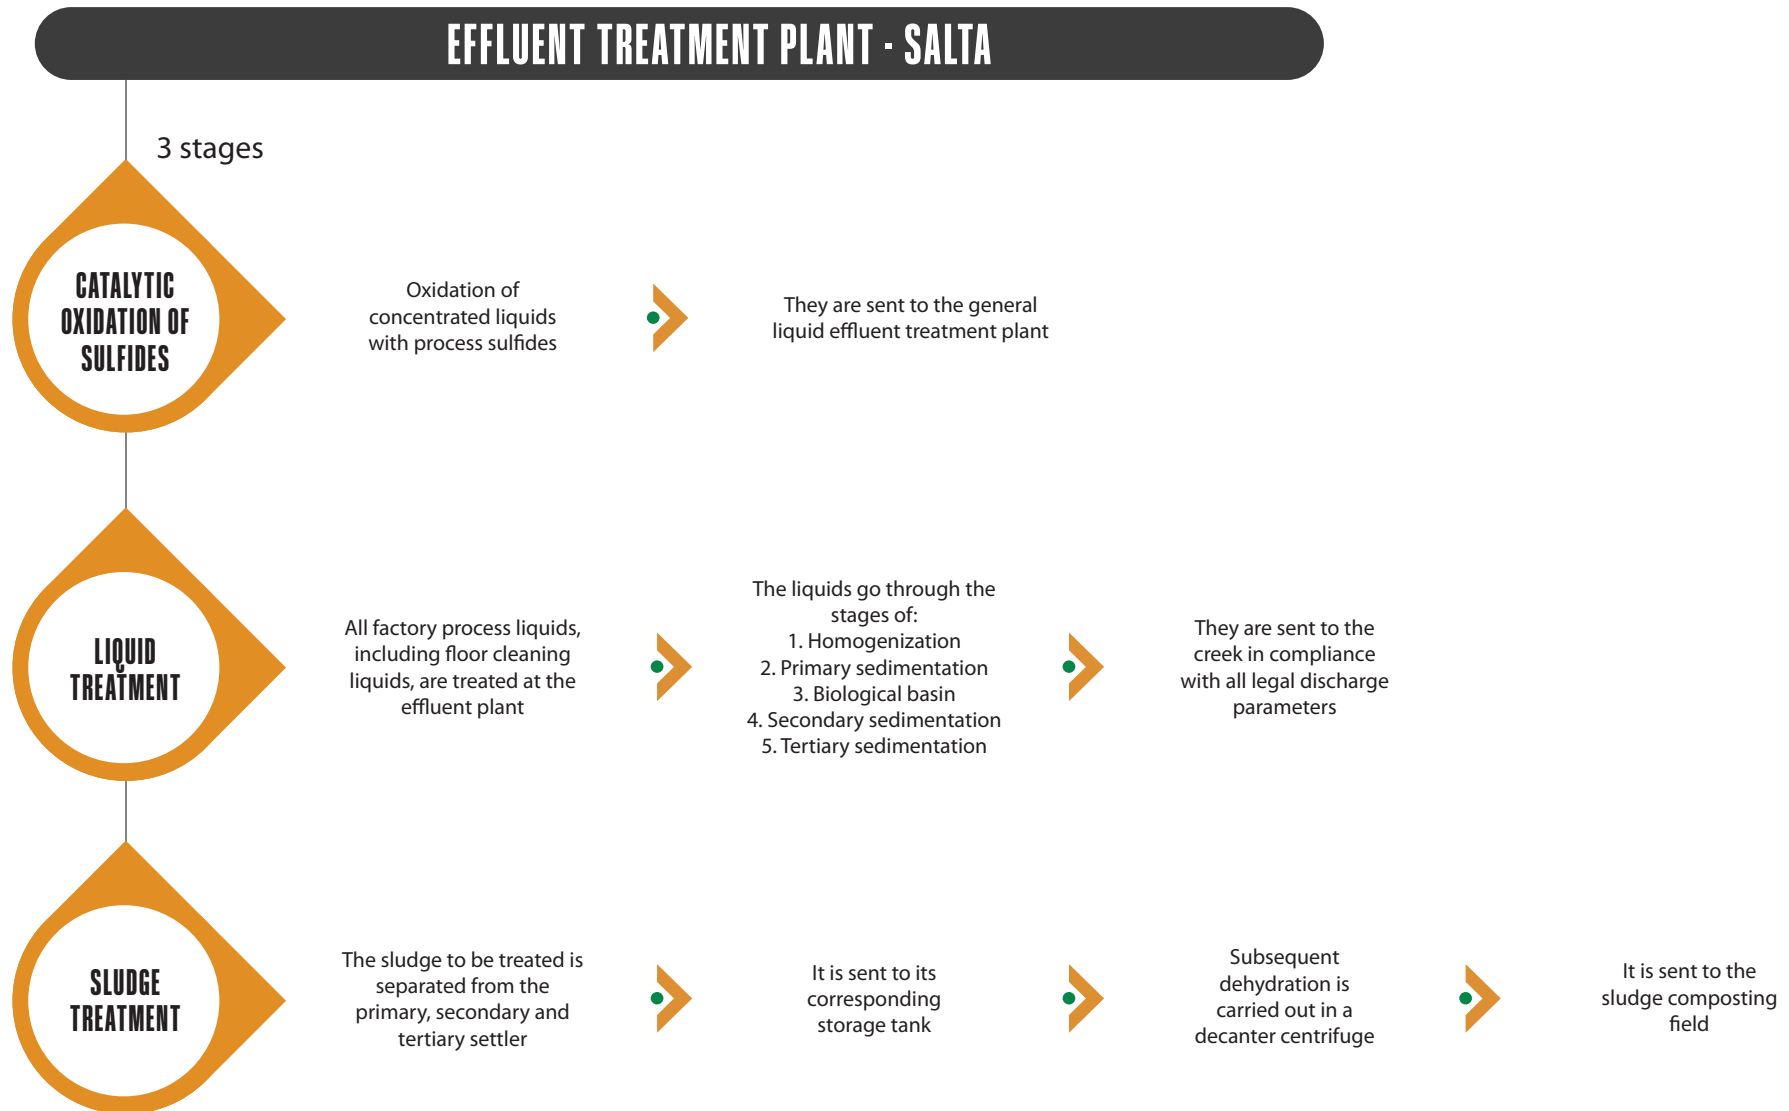 EFFLUENT TREATMENT PLANT - SALTA
3 stages
CATALYTIC
OXIDATION OF
SULFIDES
Oxidation of
concentrated liquids
with process sulfides
They are sent to the general
liquid effluent treatment plant
LIQUID
TREATMENT
All factory process liquids,
including floor cleaning
liquids, are treated at the
effluent plant
The liquids go through the
stages of:
1. Homogenization
2. Primary sedimentation
3. Biological basin
4. Secondary sedimentation
5. Tertiary sedimentation
They are sent to the
creek in compliance
with all legal discharge
parameters
SLUDGE
TREATMENT
The sludge to be treated is
separated from the
primary, secondary and
tertiary settler
It is sent to its
corresponding
storage tank
Subsequent
dehydration is
carried out in a
decanter centrifuge
It is sent to the
sludge composting
field